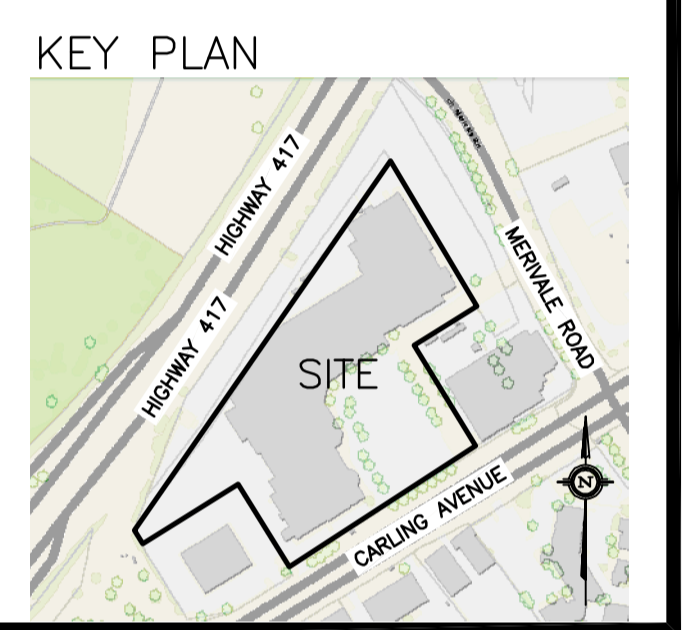 KEY PLAN
HIGHWAY 417
HIGHWAY 417
MERIVALE ROAD
SITE
CARLING AVENUE
N